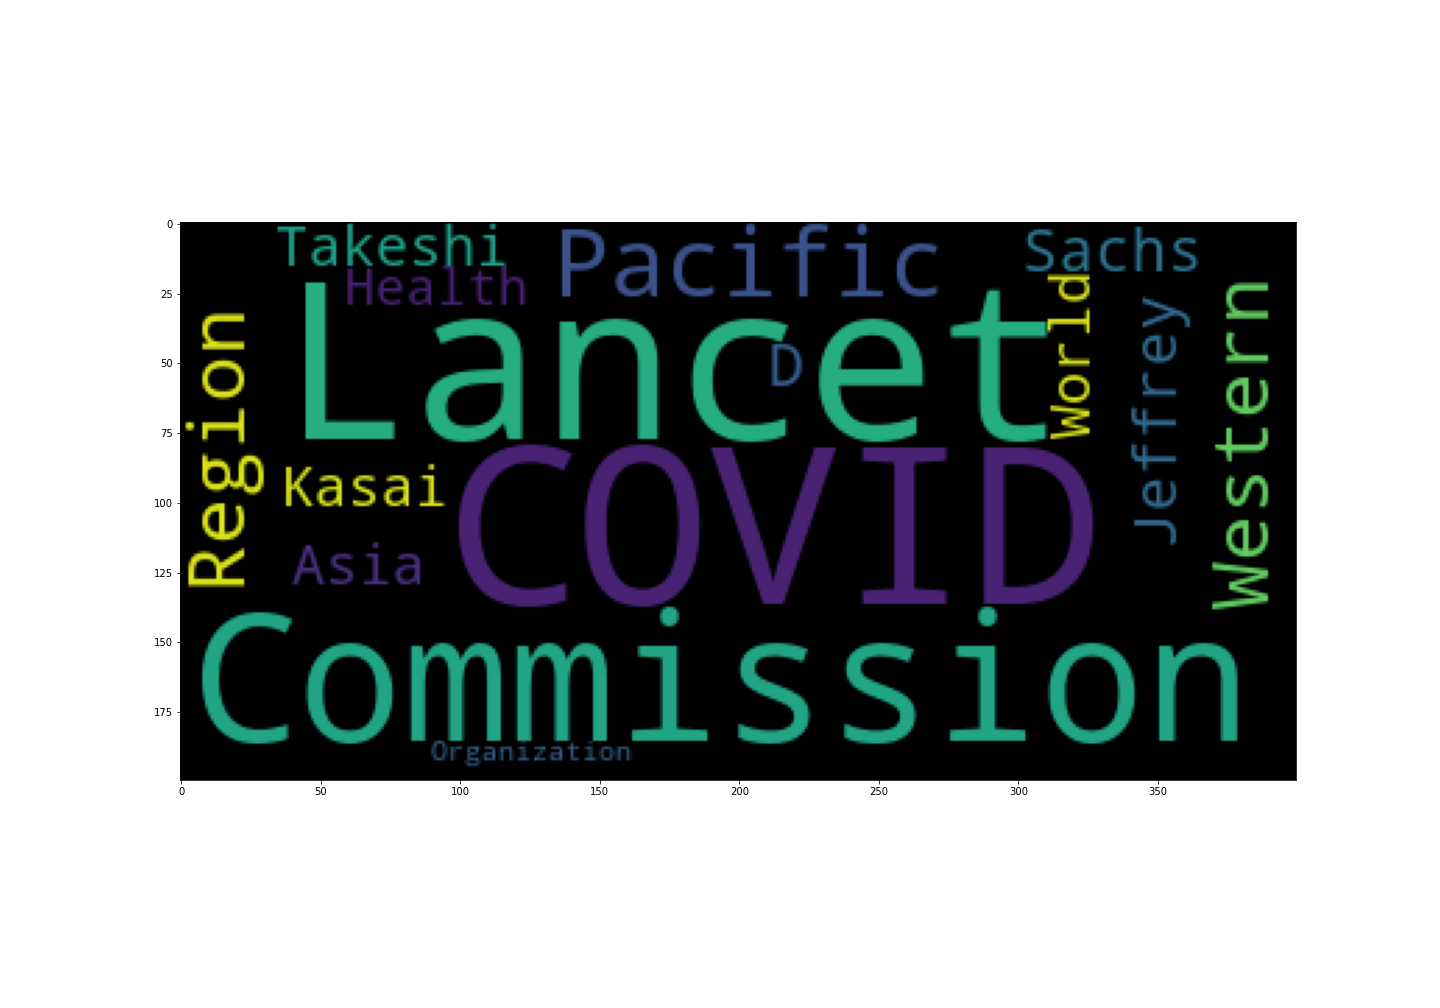 Takeshi
Pacific
Sachs
Health
Lancet
D
World
Jeffrey
Western
Region
Kasai
COVID
Asia
Commission
Organization
0
25
50
75
100
125
150
175
0
50
100
150
200
250
300
350